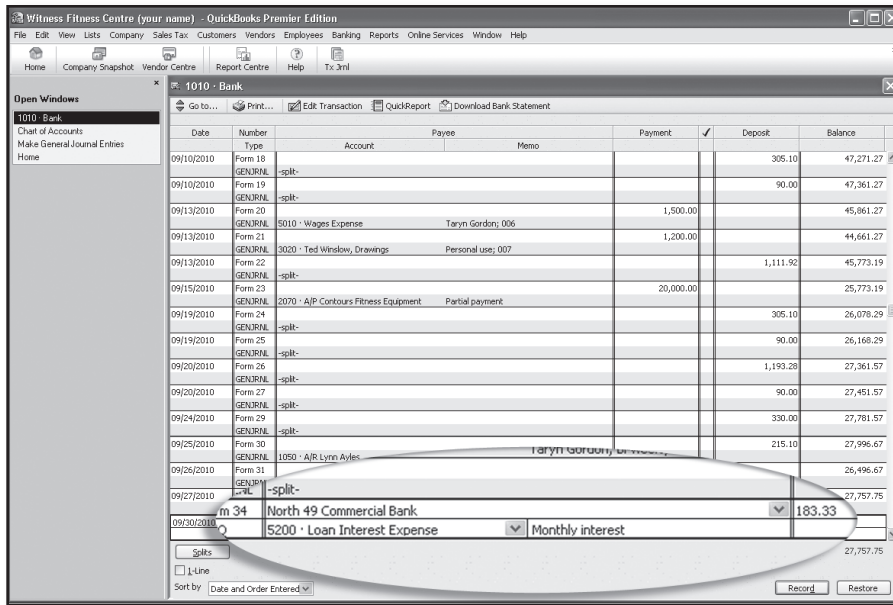 Witness Fitness Centre (your name) - QuickBooks Premier Edition
File Edit View Lists Company Sales Tax Customers Vendors Employees Banking Reports Online Services Window Help
Home Company Snapshot Vendor Centre Report Centre Help Tx Jrnl
Open Windows
1010 · Bank
Chart of Accounts
Make General Journal Entries
Home
1010 · Bank
Go to... Print... Edit Transaction QuickReport Download Bank Statement
Date Number Payee Payment ✓ Deposit Balance
Type Account Memo
09/10/2010 Form 18 305.10 47,271.27
GENJRNL -split-
09/10/2010 Form 19 90.00 47,361.27
GENJRNL -split-
09/13/2010 Form 20 1,500.00 45,861.27
GENJRNL 5010 · Wages Expense Taryn Gordon; 006
09/13/2010 Form 21 1,200.00 44,661.27
GENJRNL 3020 · Ted Winslow, Drawings Personal use; 007
09/13/2010 Form 22 1,111.92 45,773.19
GENJRNL -split-
09/15/2010 Form 23 20,000.00 25,773.19
GENJRNL 2070 · A/P Contours Fitness Equipment Partial payment
09/19/2010 Form 24 305.10 26,078.29
GENJRNL -split-
09/19/2010 Form 25 90.00 26,168.29
GENJRNL -split-
09/20/2010 Form 26 1,193.28 27,361.57
GENJRNL -split-
09/20/2010 Form 27 90.00 27,451.57
GENJRNL -split-
09/24/2010 Form 29 330.00 27,781.57
GENJRNL -split-
09/25/2010 Form 30 215.10 27,996.67
GENJRNL 1050 · A/R Lynn Ayles
09/26/2010 Form 31 Taryn Gordon; 26,496.67
09/27/2010 -split- 27,757.75
m 34 North 49 Commercial Bank 183.33
09/30/2010 5200 · Loan Interest Expense Monthly interest
Splits 27,757.75
1-Line
Sort by Date and Order Entered Record Restore